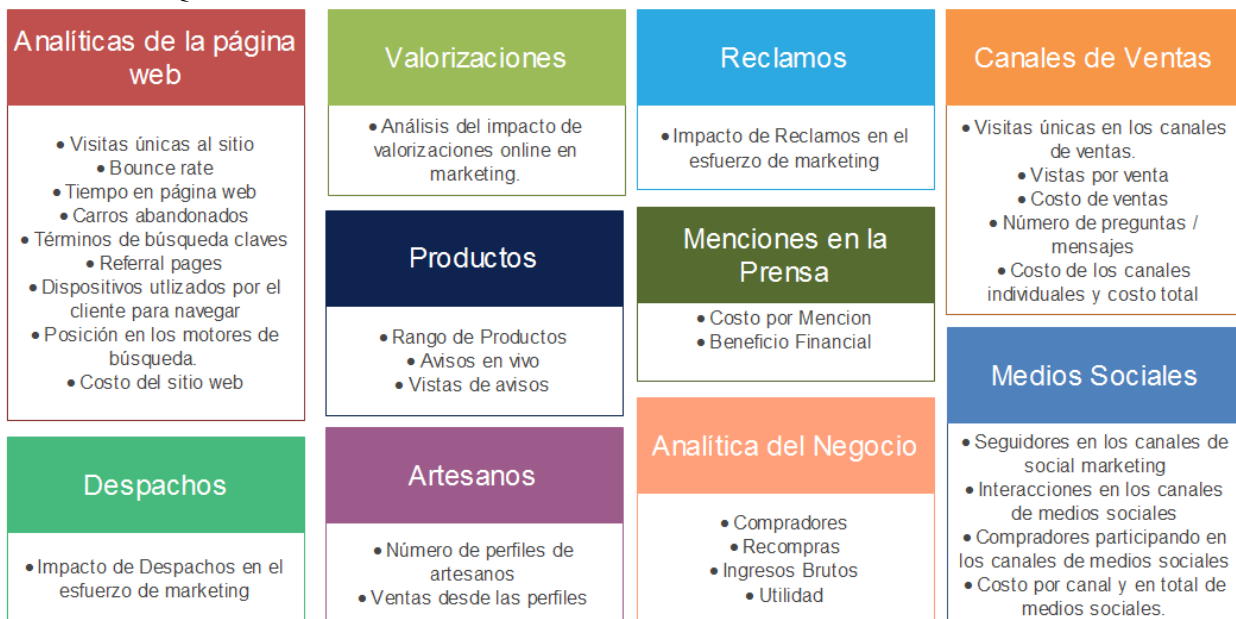 Analíticas de la página
web
• Visitas únicas al sitio
• Bounce rate
• Tiempo en página web
• Carros abandonados
• Términos de búsqueda claves
• Referral pages
• Dispositivos utlizados por el
cliente para navegar
• Posición en los motores de
búsqueda.
• Costo del sitio web
Despachos
• Impacto de Despachos en el
esfuerzo de marketing
Valorizaciones
• Análisis del impacto de
valorizaciones online en
marketing.
Productos
• Rango de Productos
• Avisos en vivo
• Vistas de avisos
Artesanos
• Número de perfiles de
artesanos
• Ventas desde las perfiles
Reclamos
• Impacto de Reclamos en el
esfuerzo de marketing
Menciones en la
Prensa
• Costo por Mencion
• Beneficio Financial
Analítica del Negocio
• Compradores
• Recompras
• Ingresos Brutos
• Utilidad
Canales de Ventas
• Visitas únicas en los canales
de ventas.
• Vistas por venta
• Costo de ventas
• Número de preguntas /
mensajes
• Costo de los canales
individuales y costo total
Medios Sociales
• Seguidores en los canales de
social marketing
• Interacciones en los canales
de medios sociales
• Compradores participando en
los canales de medios sociales
• Costo por canal y en total de
medios sociales.